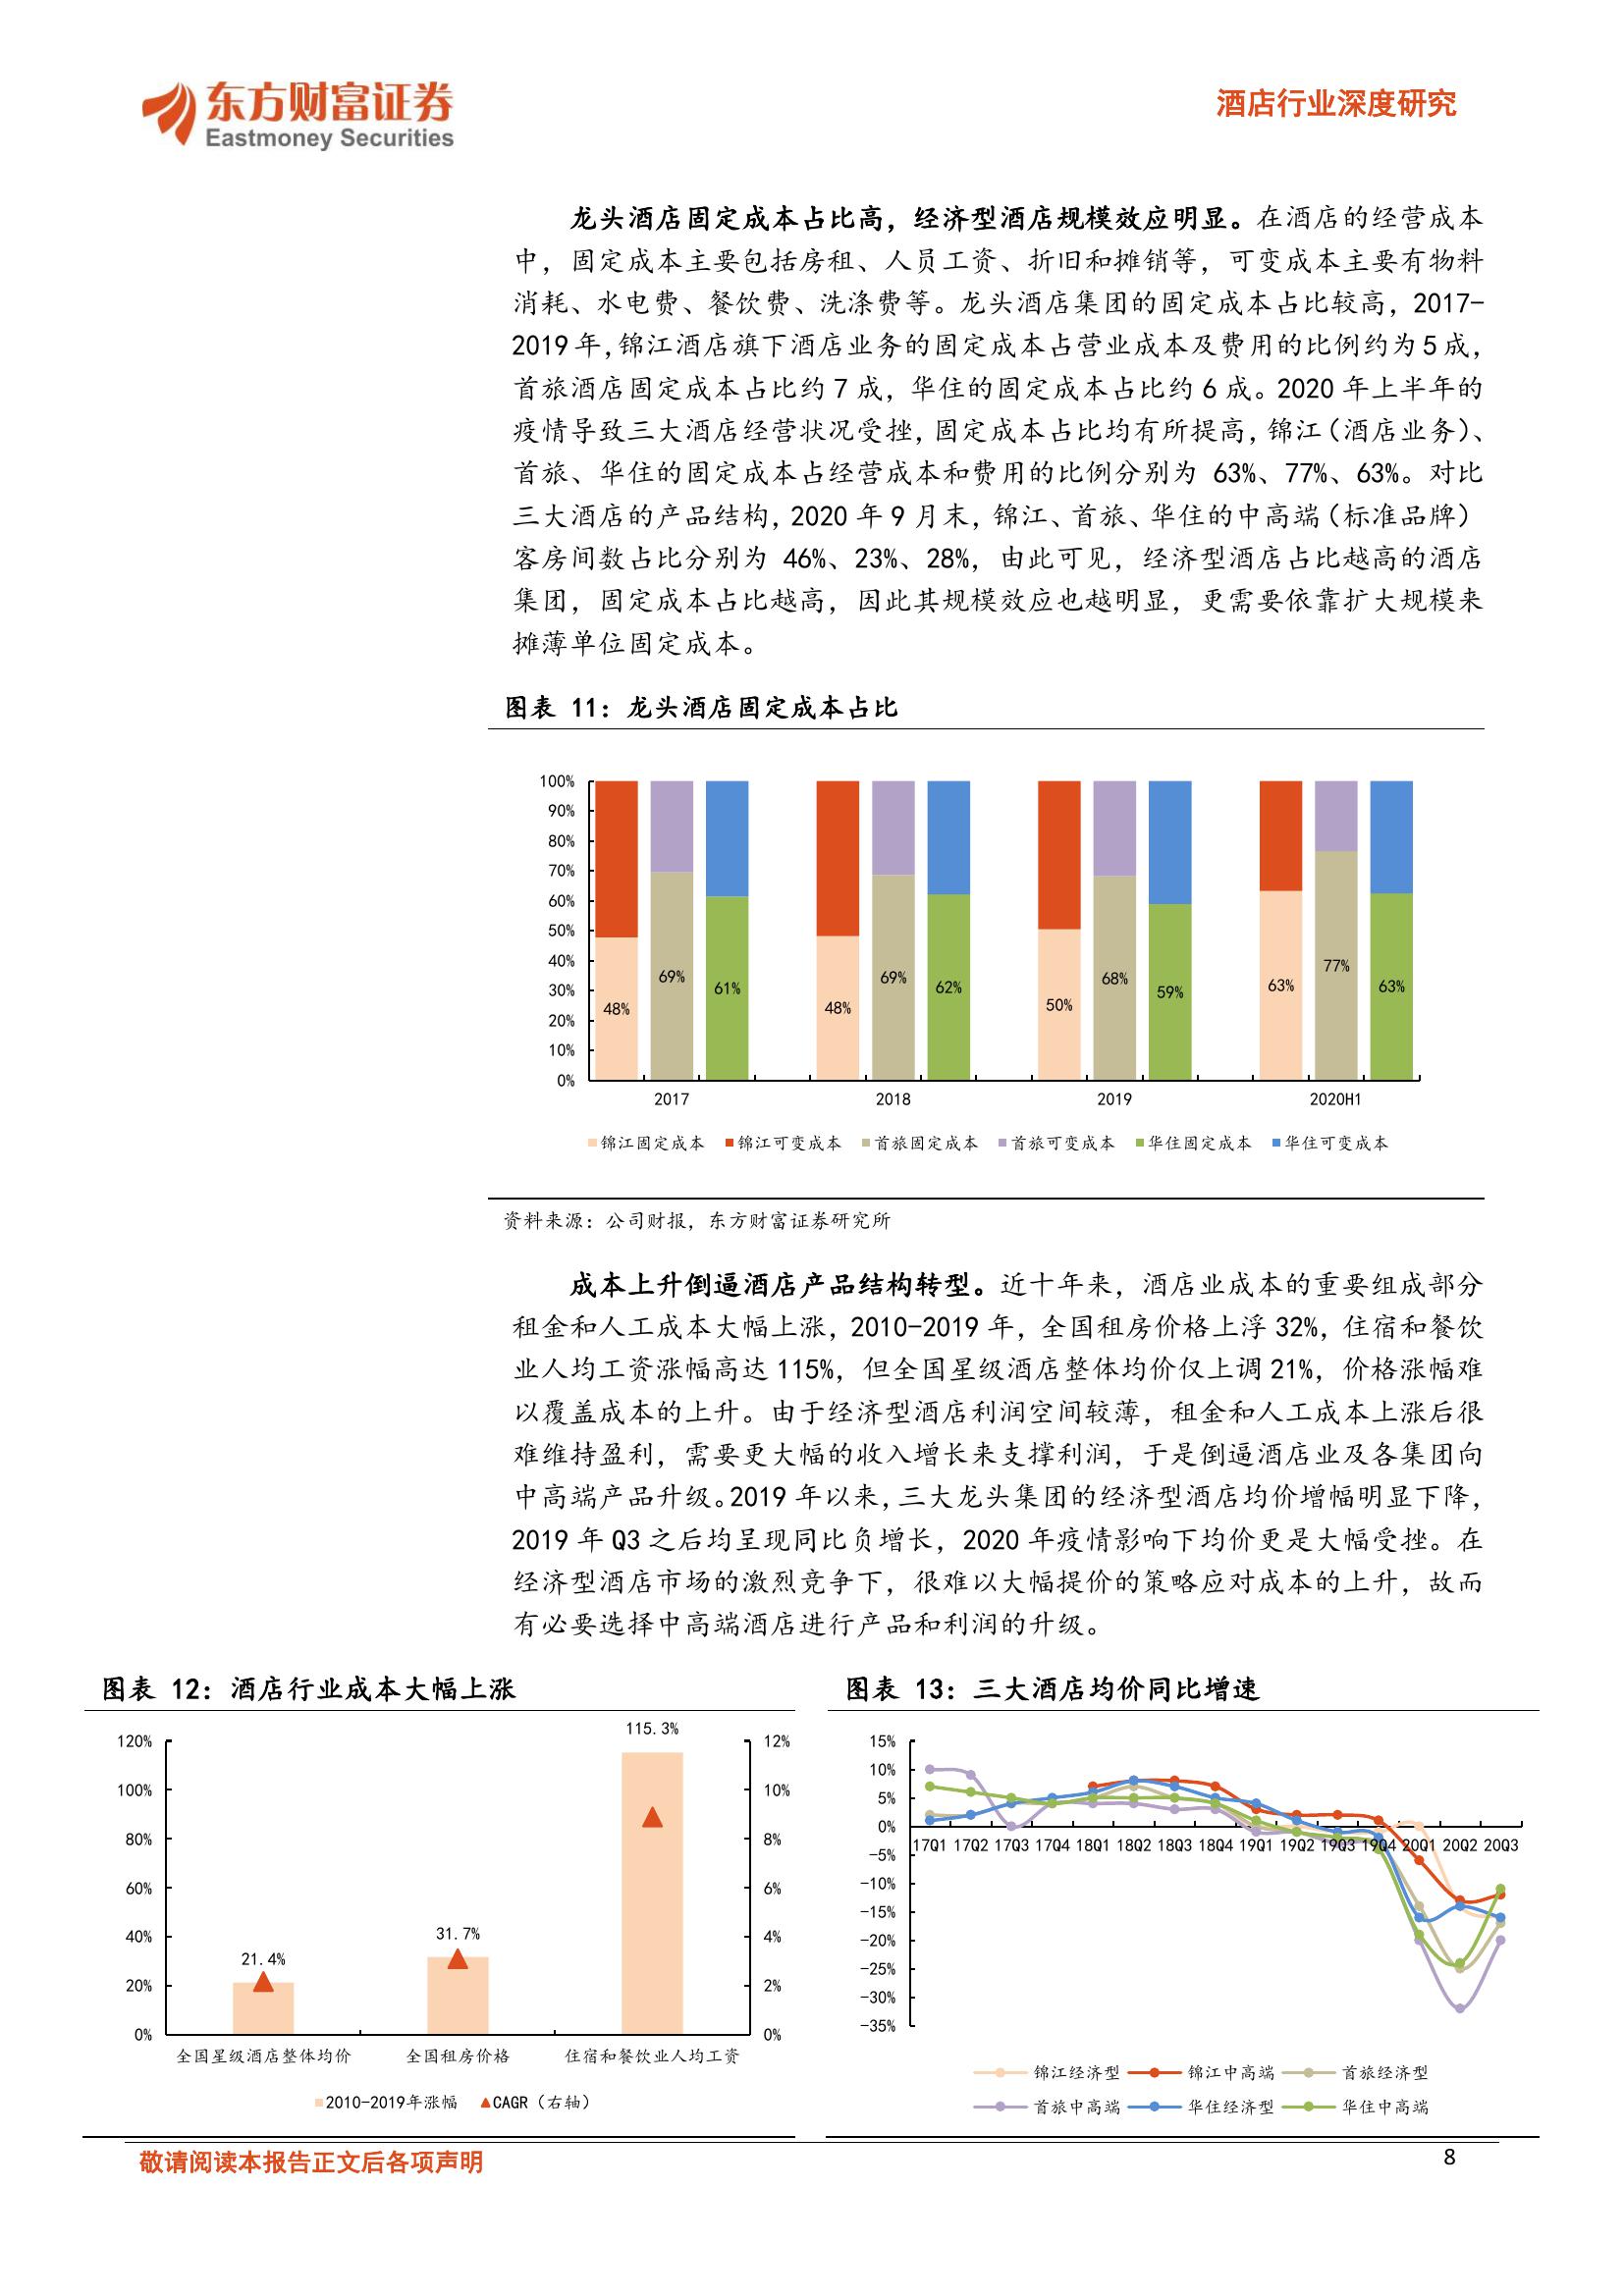 东方财富证券
Eastmoney Securities
酒店行业深度研究
龙头酒店固定成本占比高，经济型酒店规模效应明显。在酒店的经营成本
中，固定成本主要包括房租、人员工资、折旧和摊销等，可变成本主要有物料
消耗、水电费、餐饮费、洗涤费等。龙头酒店集团的固定成本占比较高，2017-
2019年，锦江酒店旗下酒店业务的固定成本占营业成本及费用的比例约为5成，
首旅酒店固定成本占比约 7 成，华住的固定成本占比约 6 成。2020 年上半年的
疫情导致三大酒店经营状况受挫，固定成本占比均有所提高，锦江（酒店业务）、
首旅、华住的固定成本占经营成本和费用的比例分别为 63%、77%、63%。对比
三大酒店的产品结构，2020 年 9 月末，锦江、首旅、华住的中高端（标准品牌）
客房间数占比分别为 46%、23%、28%，由此可见，经济型酒店占比越高的酒店
集团，固定成本占比越高，因此其规模效应也越明显，更需要依靠扩大规模来
摊薄单位固定成本。
图表 11：龙头酒店固定成本占比
100%
90%
80%
70%
60%
50%
40%
30%
20%
10%
0%
48% 69% 61% 48% 69% 62% 50% 68% 59% 63% 77% 63%
2017 2018 2019 2020H1
锦江固定成本 锦江可变成本 首旅固定成本 首旅可变成本 华住固定成本 华住可变成本
资料来源：公司财报，东方财富证券研究所
成本上升倒逼酒店产品结构转型。近十年来，酒店业成本的重要组成部分
租金和人工成本大幅上涨，2010-2019 年，全国租房价格上浮 32%，住宿和餐饮
业人均工资涨幅高达 115%，但全国星级酒店整体均价仅上调 21%，价格涨幅难
以覆盖成本的上升。由于经济型酒店利润空间较薄，租金和人工成本上涨后很
难维持盈利，需要更大幅的收入增长来支撑利润，于是倒逼酒店业及各集团向
中高端产品升级。2019 年以来，三大龙头集团的经济型酒店均价增幅明显下降，
2019 年 Q3 之后均呈现同比负增长，2020 年疫情影响下均价更是大幅受挫。在
经济型酒店市场的激烈竞争下，很难以大幅提价的策略应对成本的上升，故而
有必要选择中高端酒店进行产品和利润的升级。
图表 12：酒店行业成本大幅上涨
120%
100%
80%
60%
40%
20%
0%
21.4% 31.7% 115.3%
12%
10%
8%
6%
4%
2%
0%
全国星级酒店整体均价 全国租房价格 住宿和餐饮业人均工资
2010-2019年涨幅 CAGR（右轴）
图表 13：三大酒店均价同比增速
15%
10%
5%
0%
-5%
-10%
-15%
-20%
-25%
-30%
-35%
17Q1 17Q2 17Q3 17Q4 18Q1 18Q2 18Q3 18Q4 19Q1 19Q2 19Q3 19Q4 20Q1 20Q2 20Q3
锦江经济型 锦江中高端 首旅经济型
首旅中高端 华住经济型 华住中高端
敬请阅读本报告正文后各项声明
8